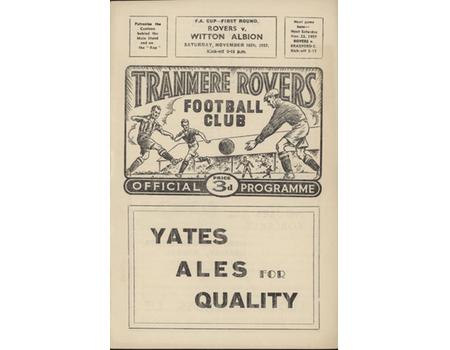 Patronise the
Canteen
behind the
Main Stand
and on
the "Kop"
F.A. CUP—FIRST ROUND.
ROVERS v.
WITTON ALBION
SATURDAY, NOVEMBER 16th, 1957.
Kick-off 2-15 p.m.
Next game
here—
Next Saturday
Nov. 23, 1957
ROVERS v.
BRADFORD C.
Kick-off 2-15
TRANMERE ROVERS
FOOTBALL
CLUB
OFFICIAL PRICE 3d PROGRAMME
YATES
ALES FOR
QUALITY